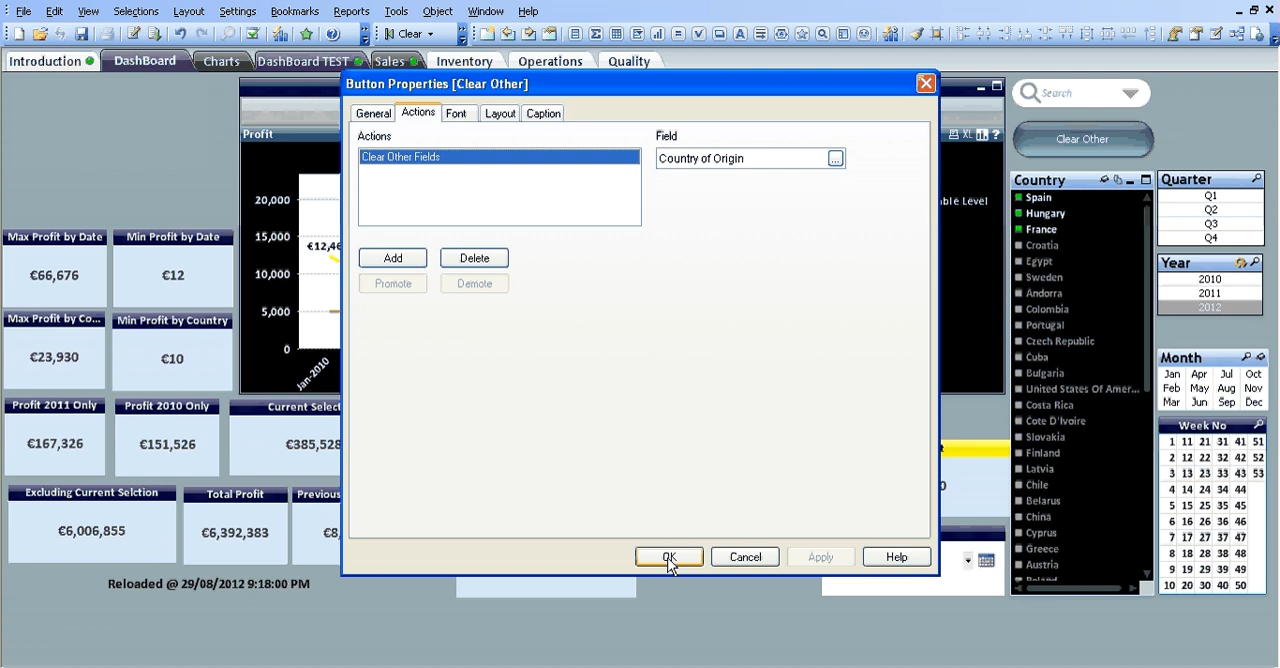 File Edit View Selections Layout Settings Bookmarks Reports Tools Object Window Help
Clear
Introduction DashBoard Charts DashBoard TEST Sales Inventory Operations Quality
Button Properties [Clear Other]
General Actions Font Layout Caption
Actions
Clear Other Fields
Field
Country of Origin ...
Add Delete
Promote Demote
OK Cancel Apply Help
Profit
XL ?
20,000
15,000
10,000
5,000
0
Jan-2010
Max Profit by Date
€66,676
Min Profit by Date
€12
Max Profit by Co...
€23,930
Min Profit by Country
€10
Profit 2011 Only
€167,326
Profit 2010 Only
€151,526
Current Select
€385,528
Excluding Current Selction
€6,006,855
Total Profit
€6,392,383
Previous
€8,
Reloaded @ 29/08/2012 9:18:00 PM
Search
Clear Other
Country
Spain
Hungary
France
Croatia
Egypt
Sweden
Andorra
Colombia
Portugal
Czech Republic
Cuba
Bulgaria
United States Of Amer...
Costa Rica
Cote D'Ivoire
Slovakia
Finland
Latvia
Chile
Belarus
China
Cyprus
Greece
Austria
Quarter
Q1
Q2
Q3
Q4
Year
2010
2011
2012
Month
Jan Apr Jul Oct
Feb May Aug Nov
Mar Jun Sep Dec
Week No
1 11 21 31 41 51
2 12 22 32 42 52
3 13 23 33 43 53
4 14 24 34 44
5 15 25 35 45
6 16 26 36 46
7 17 27 37 47
8 18 28 38 48
9 19 29 39 49
10 20 30 40 50